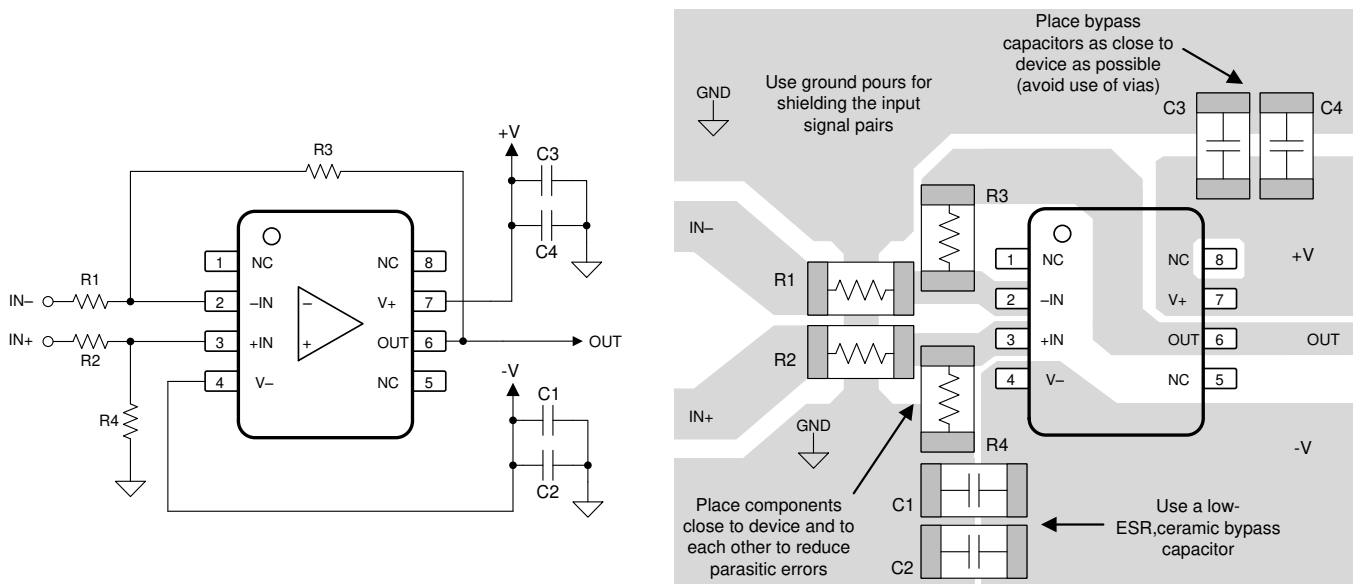 +V
R3
C3
C4
1
NC
NC
8
R1
IN–
2
–IN
–
V+
7
IN+
3
+IN
+
OUT
6
OUT
R2
4
V–
NC
5
-V
R4
C1
C2
Place bypass
capacitors as close to
device as possible
(avoid use of vias)
Use ground pours for
shielding the input
signal pairs
GND
C3
C4
R3
IN–
1
NC
NC
8
+V
R1
2
–IN
V+
7
3
+IN
OUT
6
OUT
R2
4
V–
NC
5
IN+
GND
R4
-V
Place components
close to device and to
each other to reduce
parasitic errors
C1
C2
Use a low-
ESR,ceramic bypass
capacitor